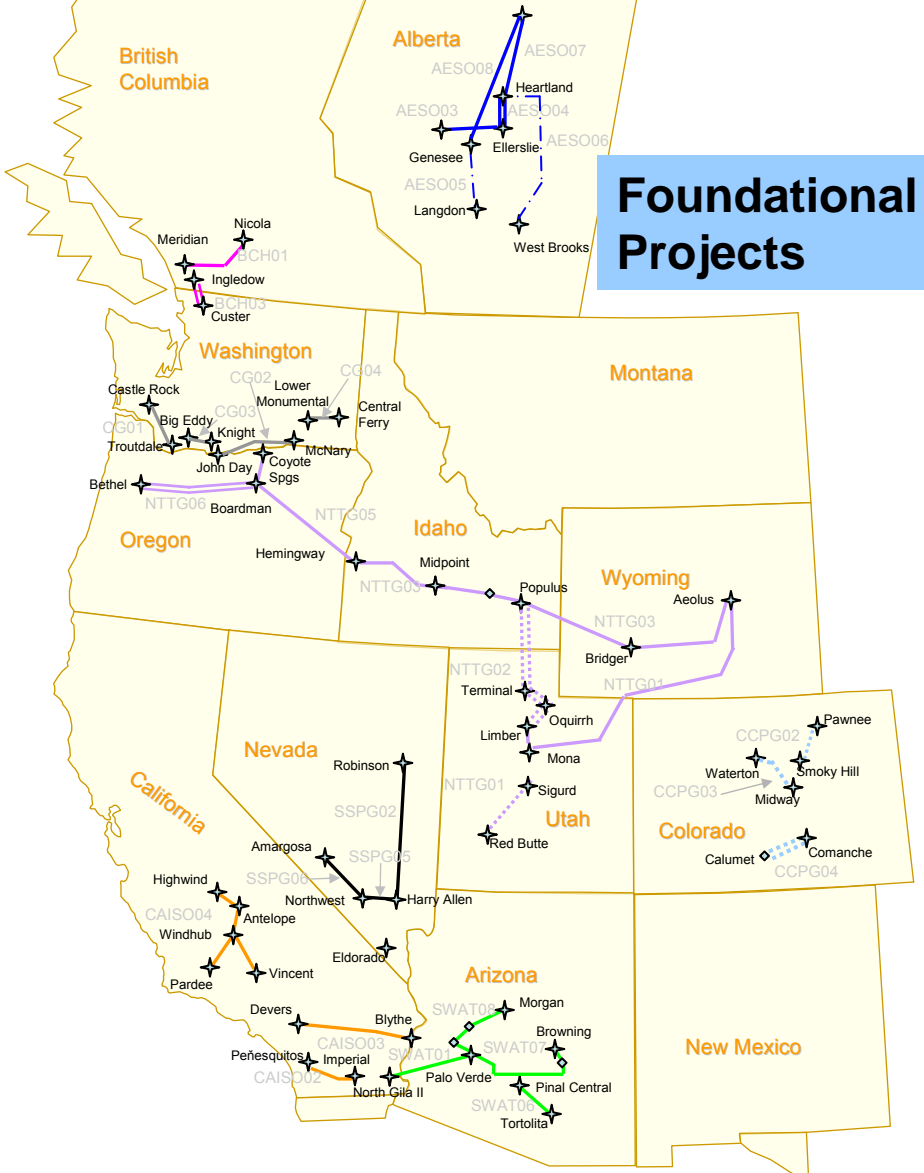 Alberta
British
Columbia
AESO07
AESO08
Heartland
AESO03
AESO04
AESO06
Genesee
Ellerslie
AESO05
Langdon
West Brooks
Foundational
Projects
Nicola
Meridian
BCH01
Ingledow
BCH03
Custer
Washington
Montana
CG02
CG04
Lower
Monumental
Castle Rock
Central
Ferry
Big Eddy
CG03
CG01
Knight
Troutdale
McNary
John Day
Coyote
Spgs
Bethel
NTTG06
Boardman
NTTG05
Oregon
Idaho
Hemingway
Midpoint
NTTG03
Populus
Wyoming
Aeolus
NTTG03
Bridger
NTTG02
NTTG01
Terminal
Oquirrh
Limber
Mona
Pawnee
CCPG02
Nevada
Robinson
Waterton
Smoky Hill
NTTG01
Sigurd
CCPG03
Midway
California
SSPG02
Utah
Colorado
Red Butte
Comanche
Calumet
CCPG04
Amargosa
SSPG05
SSPG06
Highwind
Northwest
Harry Allen
CAISO04
Antelope
Windhub
Eldorado
Pardee
Vincent
Arizona
Devers
SWAT08
Morgan
Blythe
Browning
CAISO03
SWAT07
New Mexico
Peñesquitos
Imperial
SWAT01
Palo Verde
CAISO02
North Gila II
Pinal Central
SWAT06
Tortolita